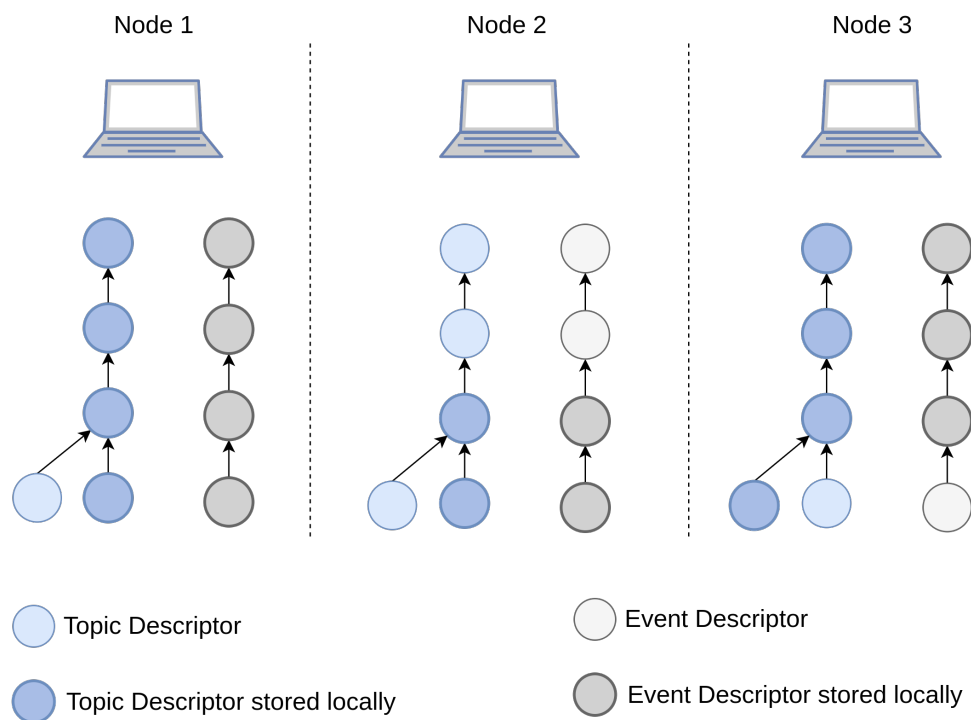 Node 1
Node 2
Node 3
Topic Descriptor
Event Descriptor
Topic Descriptor stored locally
Event Descriptor stored locally